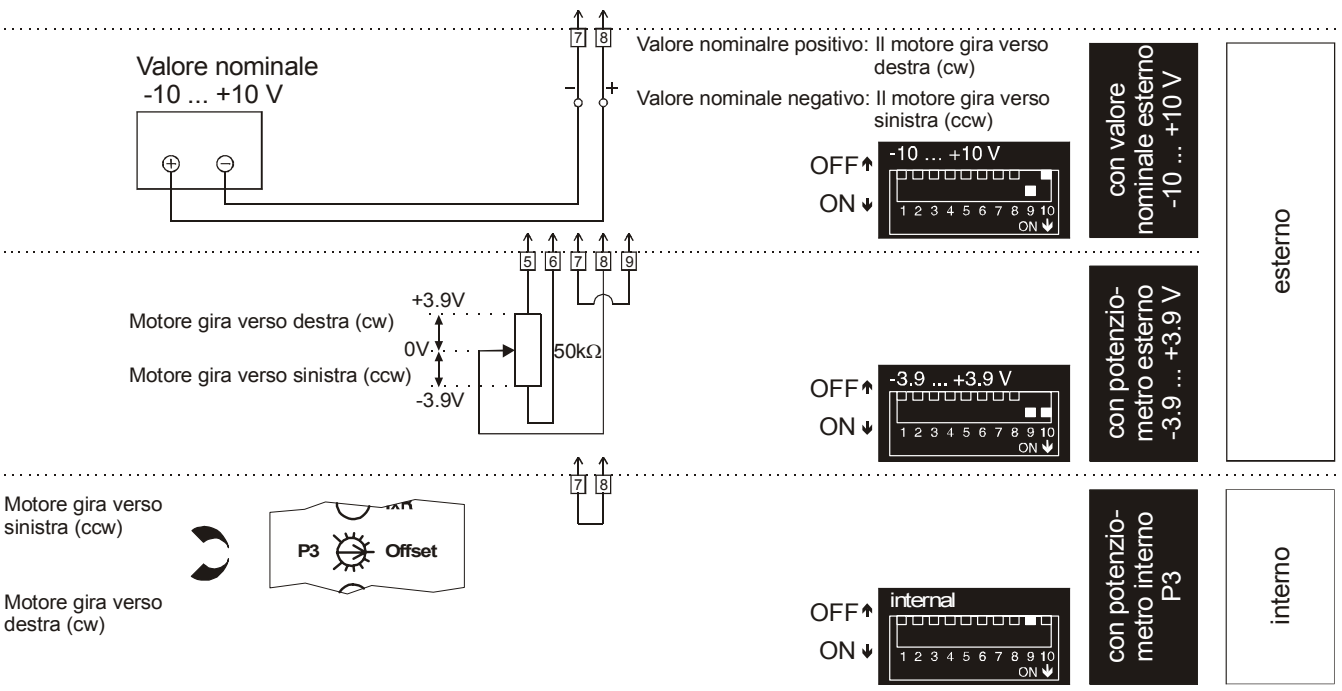 7 8
Valore nominale
-10 ... +10 V
+ −
− +
Valore nominalre positivo: Il motore gira verso
destra (cw)
Valore nominale negativo: Il motore gira verso
sinistra (ccw)
OFF
ON
-10 ... +10 V
1 2 3 4 5 6 7 8 9 10
ON
con valore
nominale esterno
-10 ... +10 V
esterno
5 6 7 8 9
+3.9V
Motore gira verso destra (cw)
0V
50kΩ
Motore gira verso sinistra (ccw)
-3.9V
OFF
ON
-3.9 ... +3.9 V
1 2 3 4 5 6 7 8 9 10
ON
con potenzio-
metro esterno
-3.9 ... +3.9 V
7 8
Motore gira verso
sinistra (ccw)
P3 Offset
Motore gira verso
destra (cw)
OFF
ON
internal
1 2 3 4 5 6 7 8 9 10
ON
con potenzio-
metro interno
P3
interno